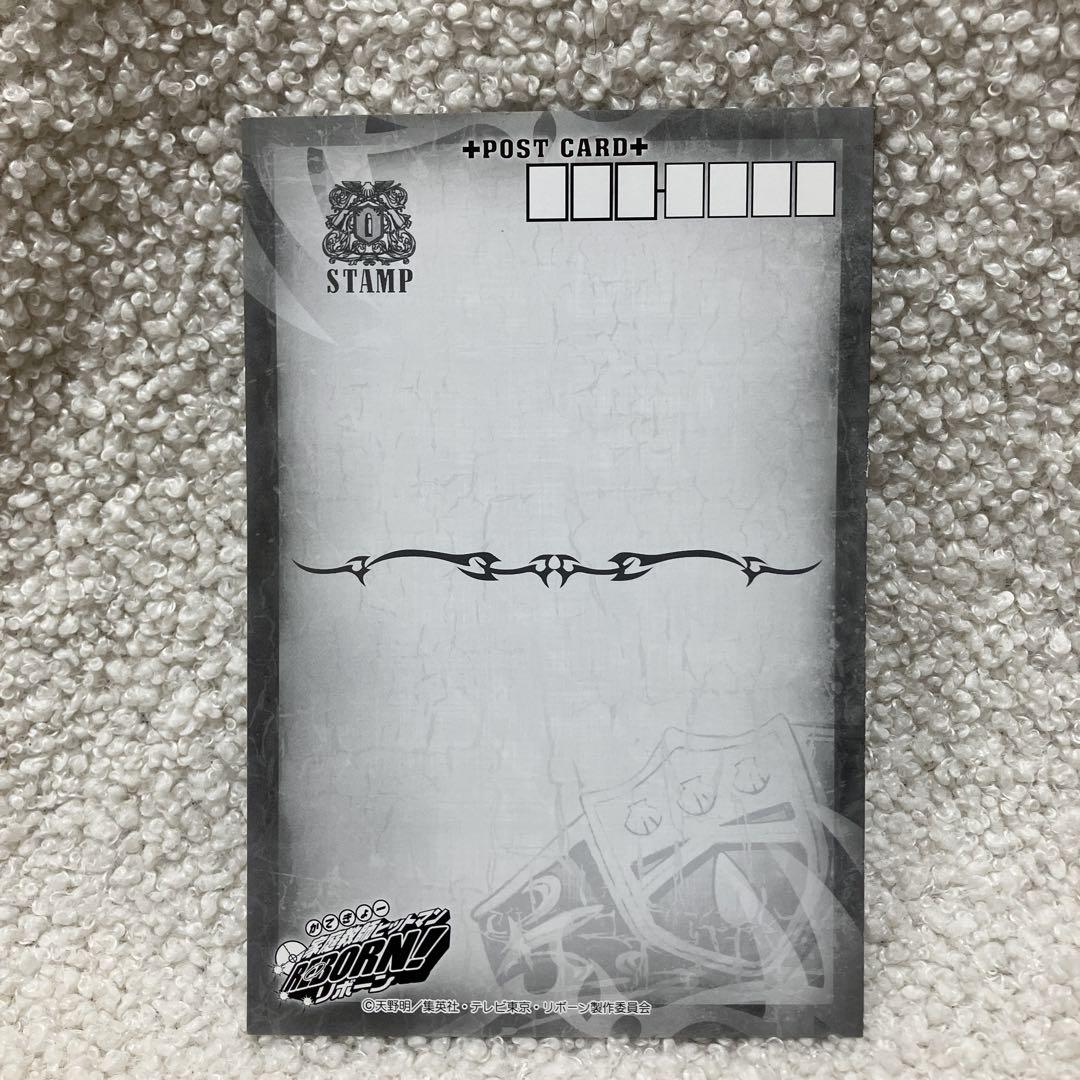 +POST CARD+
STAMP
かてきょー
家庭教師ヒットマン
REBORN!
リボーン
©天野明/集英社・テレビ東京・リボーン製作委員会